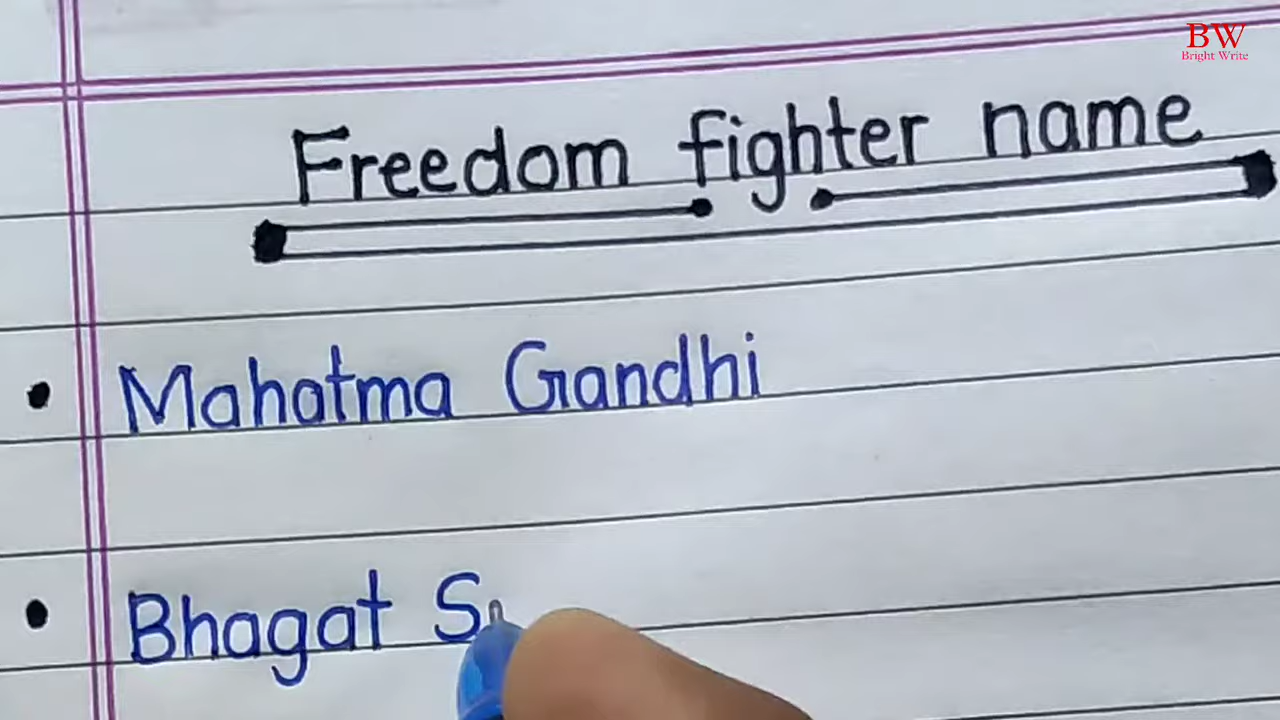 BW
Bright Write
Freedom fighter name
• Mahatma Gandhi
• Bhagat S